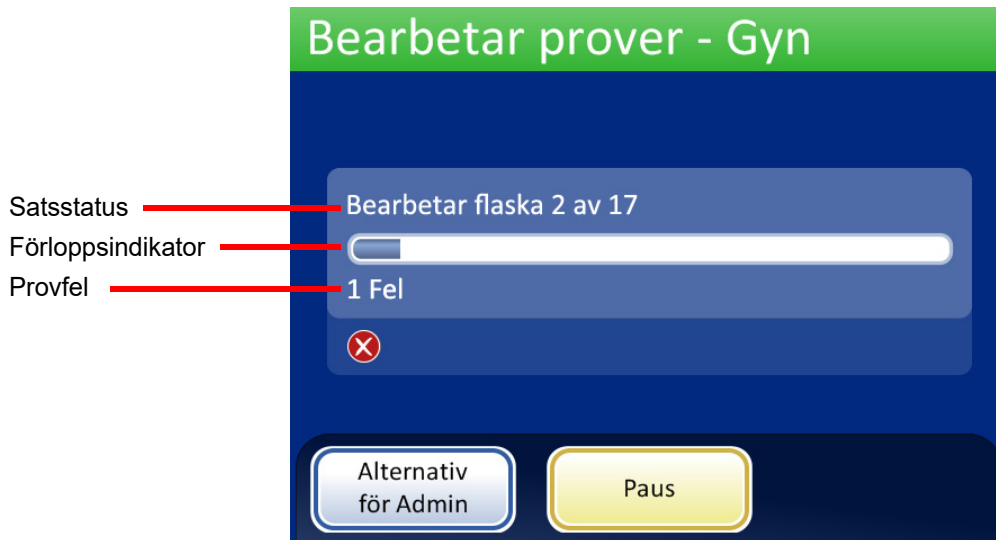 Bearbetar prover - Gyn
Satsstatus
Bearbetar flaska 2 av 17
Förloppsindikator
Provfel
1 Fel
Alternativ
för Admin
Paus